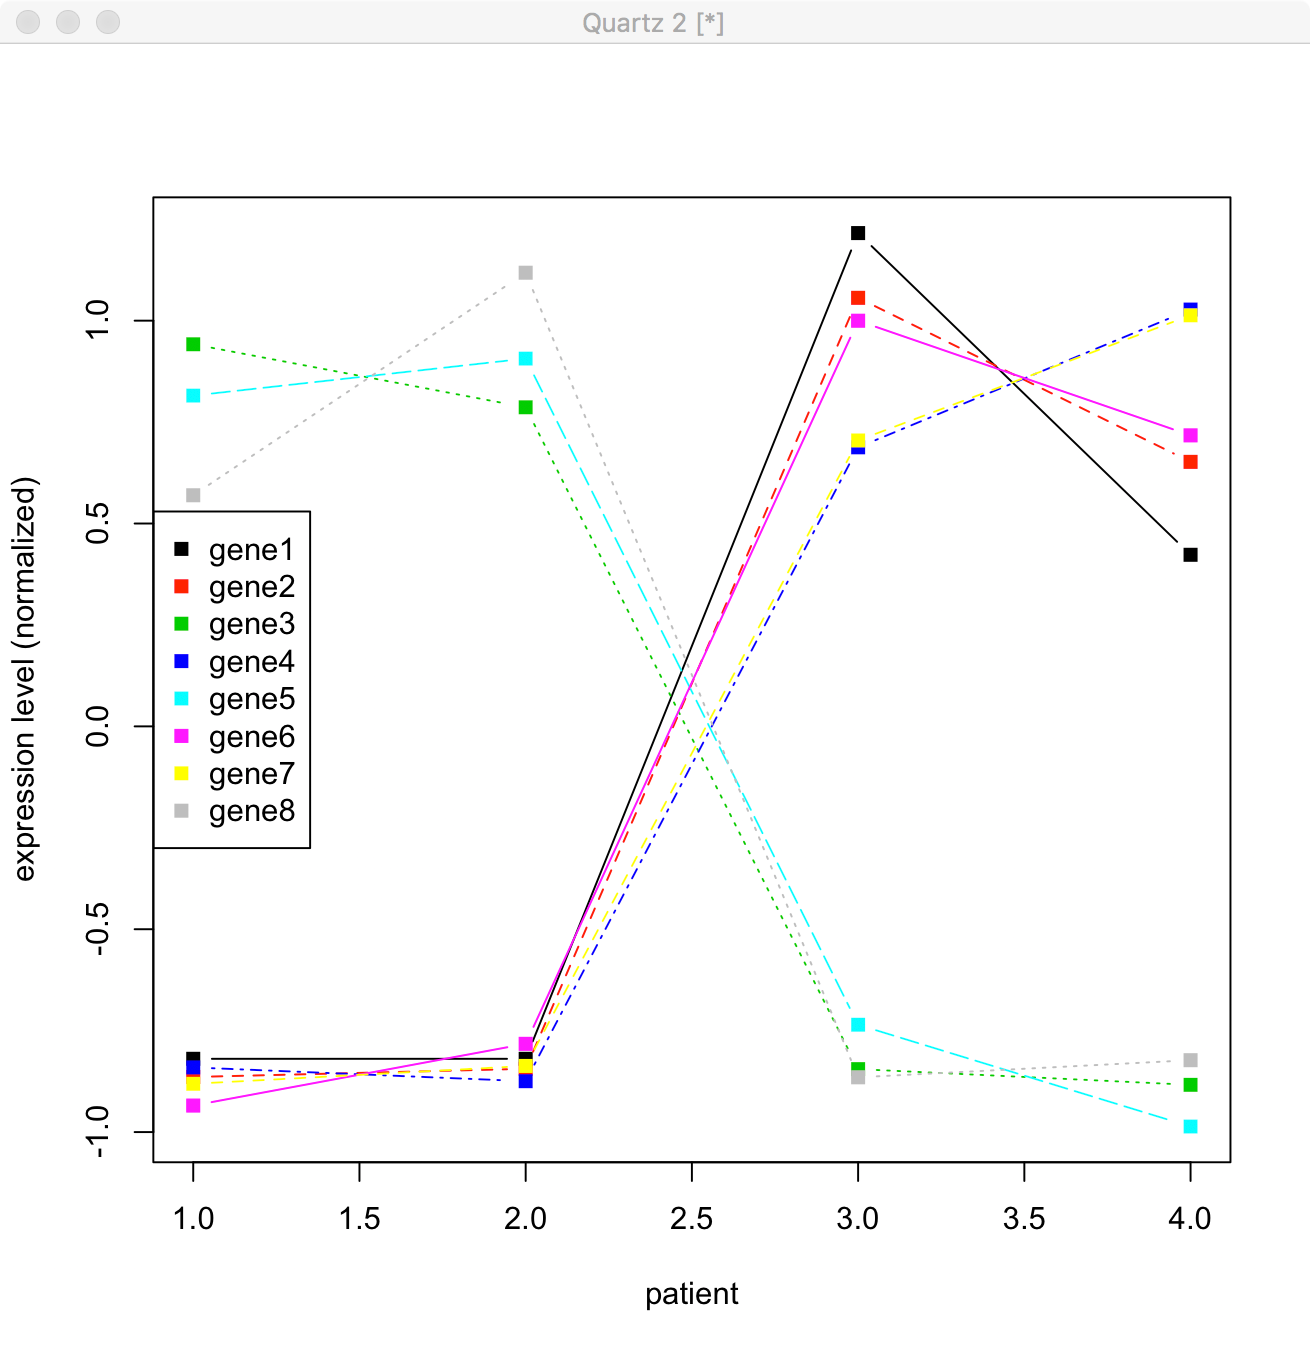 Quartz 2 [*]
expression level (normalized)
1.0
0.5
0.0
-0.5
-1.0
gene1
gene2
gene3
gene4
gene5
gene6
gene7
gene8
1.0 1.5 2.0 2.5 3.0 3.5 4.0
patient